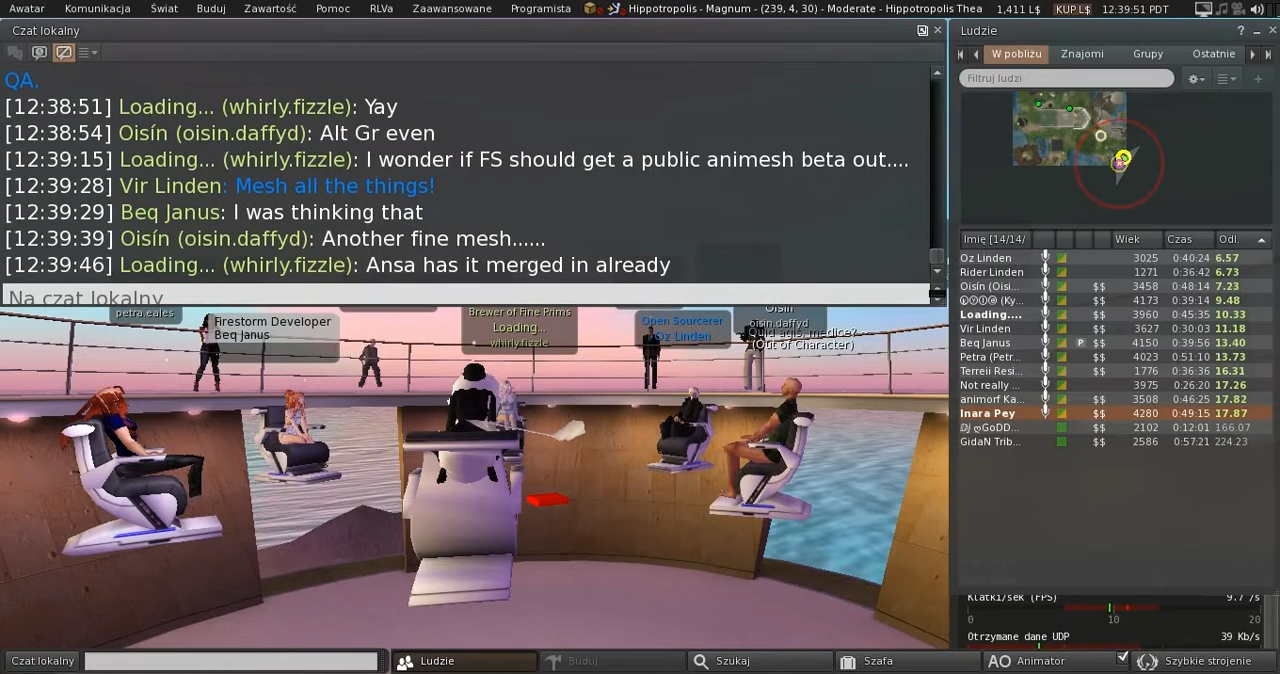 Awatar Komunikacja Świat Buduj Zawartość Pomoc RLVa Zaawansowane Programista Hippotropolis - Magnum - (239, 4, 30) - Moderate - Hippotropolis Thea 1,411 L$ KUP L$ 12:39:51 PDT
Czat lokalny
QA.
[12:38:51] Loading... (whirly.fizzle): Yay
[12:38:54] Oisín (oisin.daffyd): Alt Gr even
[12:39:15] Loading... (whirly.fizzle): I wonder if FS should get a public animesh beta out....
[12:39:28] Vir Linden: Mesh all the things!
[12:39:29] Beq Janus: I was thinking that
[12:39:39] Oisín (oisin.daffyd): Another fine mesh......
[12:39:46] Loading... (whirly.fizzle): Ansa has it merged in already
Na czat lokalny
petra.eales
Firestorm Developer
Beq Janus
Brewer of Fine Prims
Loading...
whirly.fizzle
Open Sourcerer
Oz Linden
Oisín
oisin.daffyd
Quid agis, medice?
(Out of Character)
Ludzie
?
W pobliżu Znajomi Grupy Ostatnie
Filtruj ludzi
Imię [14/14/ Wiek Czas Odl.
Oz Linden 3025 0:40:24 6.57
Rider Linden 1271 0:36:42 6.73
Oisín (Oisi... $$ 3458 0:48:14 7.23
(Ky... $$ 4173 0:39:14 9.48
Loading.... $$ 3960 0:45:35 10.33
Vir Linden $$ 3627 0:30:03 11.18
Beq Janus P $$ 4150 0:39:56 13.40
Petra (Petr... $$ 4023 0:51:10 13.73
Terreii Resi... $$ 1776 0:36:36 16.31
Not really ... 3975 0:26:20 17.26
animorf Ka... $$ 3508 0:46:25 17.82
Inara Pey $$ 4280 0:49:15 17.87
DJ ღGoDD... $$ 2102 0:12:01 166.07
GidaN Trib... $$ 2586 0:57:21 224.23
Klatki/sek (FPS) 9.7 /s
0 10 20
Otrzymane dane UDP 39 Kb/s
Czat lokalny Ludzie Buduj Szukaj Szafa AO Animator Szybkie strojenie